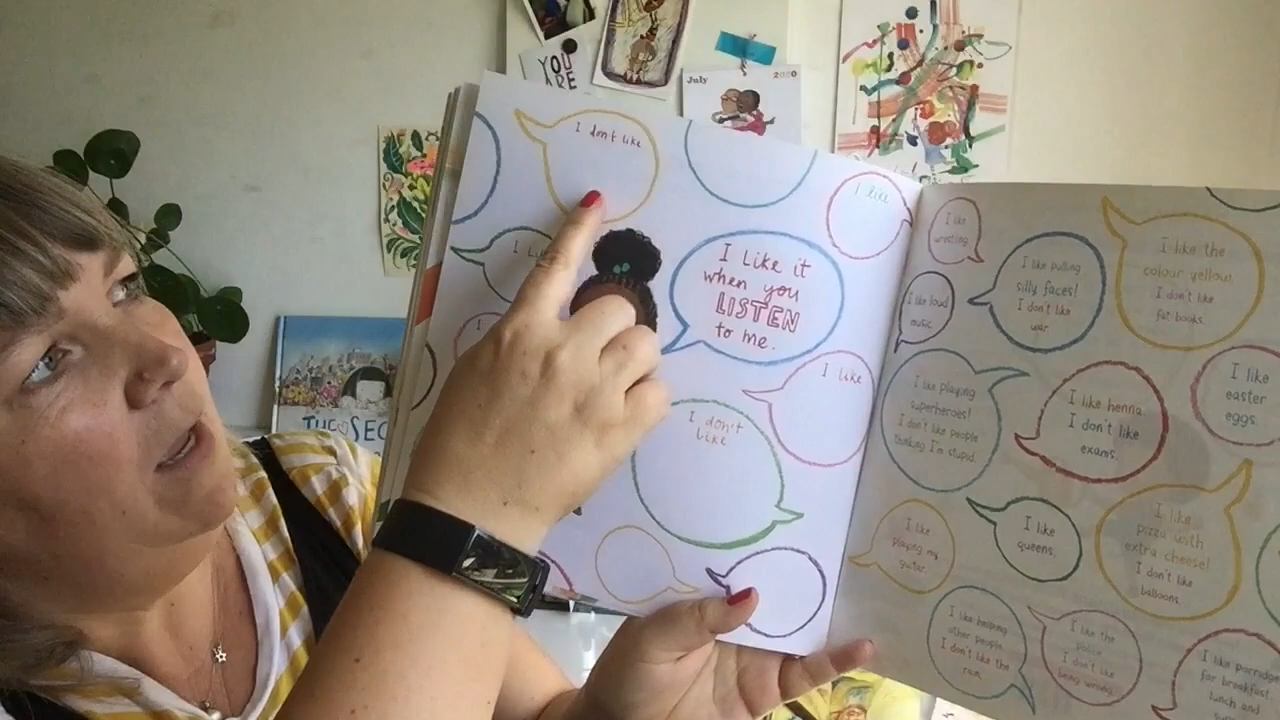 YOU
ARE
July 2020
THE SEC
I don't like
I like
I like it
when you
LISTEN
to me.
I like
I don't
like
I like
wrestling
I like pulling
silly faces!
I don't like
war.
I like the
colour yellow.
I don't like
fat books.
I like loud
music.
I like playing
superheroes!
I don't like people
thinking I'm stupid.
I like henna.
I don't like
exams.
I like
easter
eggs.
I like
playing my
guitar.
I like
queens.
I like
pizza with
extra cheese!
I don't like
balloons.
I like helping
other people.
I don't like the
rain.
I like the
police.
I don't like
being wrong.
I like porridge
for breakfast,
lunch and